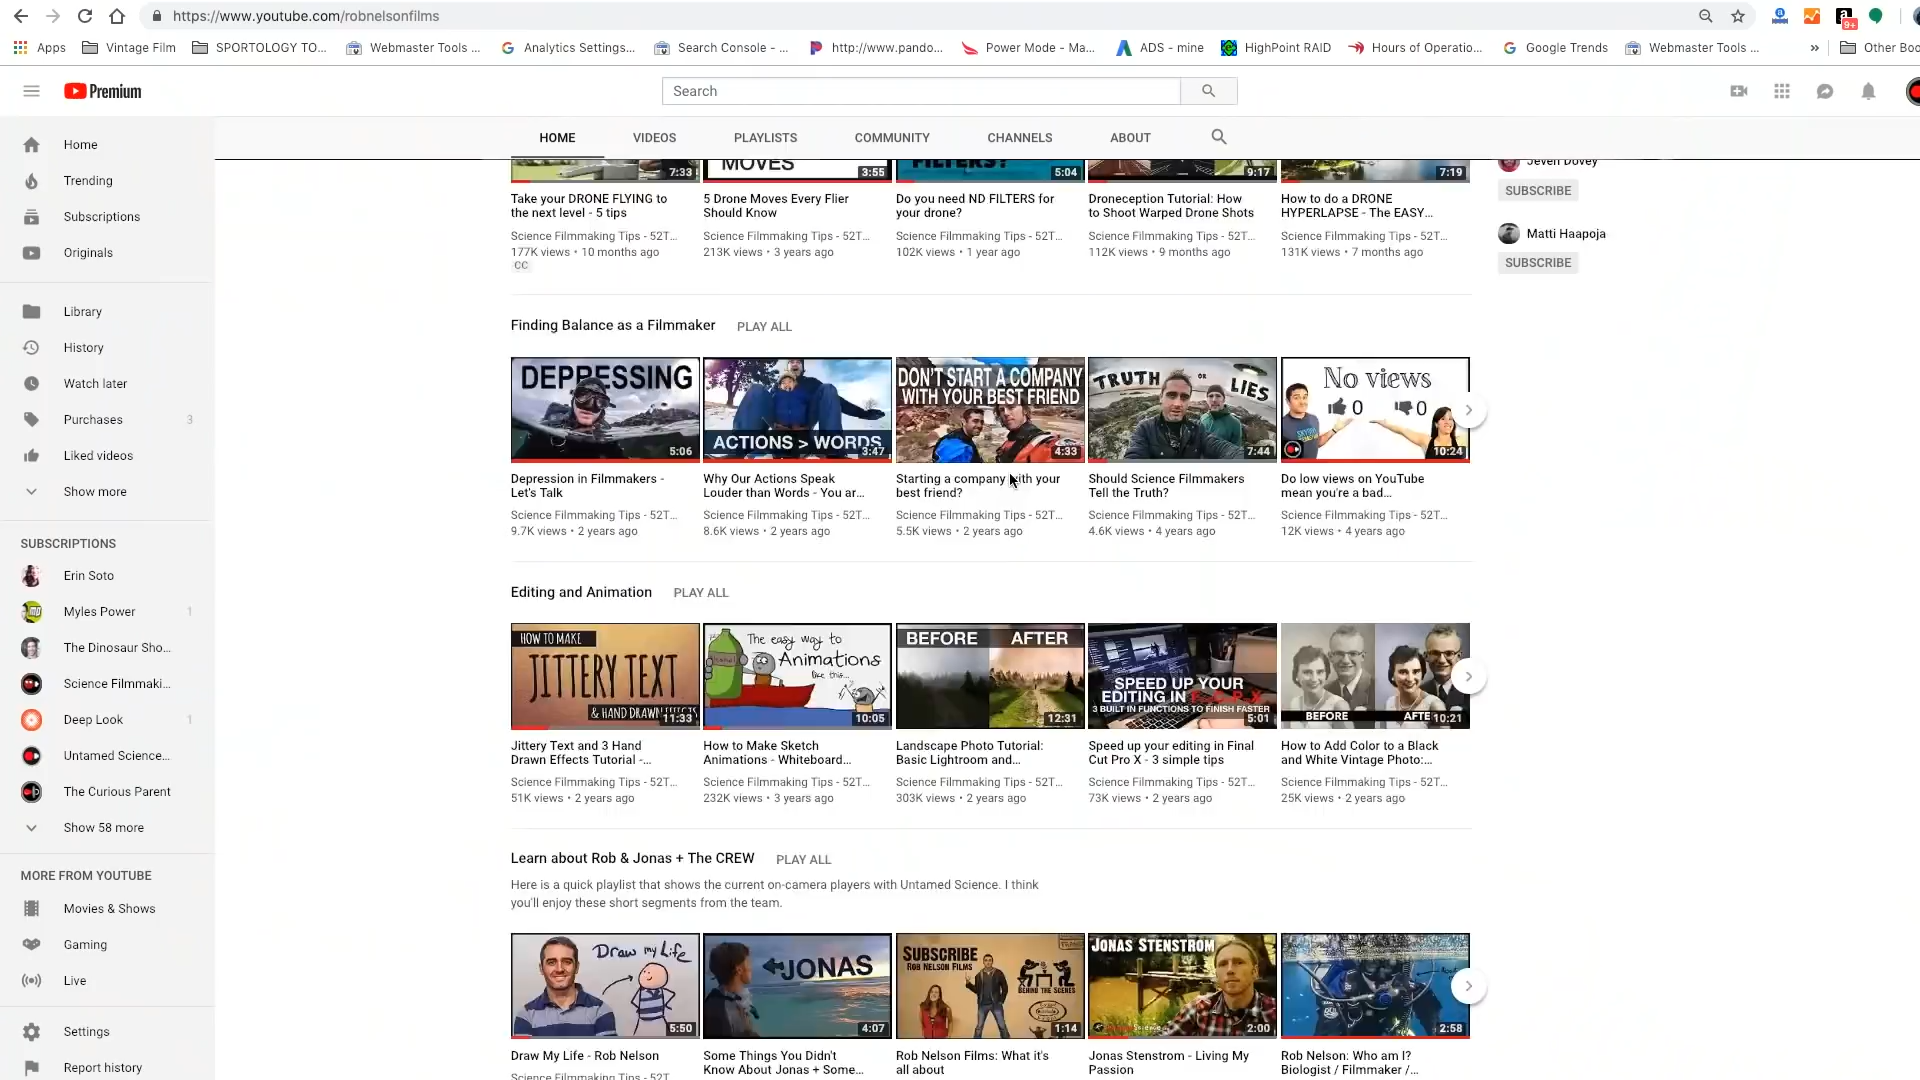 https://www.youtube.com/robnelsonfilms
Apps
Vintage Film
SPORTOLOGY TO...
Webmaster Tools ...
Analytics Settings...
Search Console - ...
http://www.pando...
Power Mode - Ma...
ADS - mine
HighPoint RAID
Hours of Operatio...
Google Trends
Webmaster Tools ...
»
Other Boo
9+
Premium
Search
HOME
VIDEOS
PLAYLISTS
COMMUNITY
CHANNELS
ABOUT
Home
Trending
Subscriptions
Originals
Library
History
Watch later
Purchases 3
Liked videos
Show more
SUBSCRIPTIONS
Erin Soto
Myles Power 1
The Dinosaur Sho...
Science Filmmaki...
Deep Look 1
Untamed Science...
The Curious Parent
Show 58 more
MORE FROM YOUTUBE
Movies & Shows
Gaming
Live
Settings
Report history
7:33
MOVES
3:55
FILTERS?
5:04
9:17
7:19
Take your DRONE FLYING to
the next level - 5 tips
Science Filmmaking Tips - 52T...
177K views • 10 months ago
CC
5 Drone Moves Every Flier
Should Know
Science Filmmaking Tips - 52T...
213K views • 3 years ago
Do you need ND FILTERS for
your drone?
Science Filmmaking Tips - 52T...
102K views • 1 year ago
Droneception Tutorial: How
to Shoot Warped Drone Shots
Science Filmmaking Tips - 52T...
112K views • 9 months ago
How to do a DRONE
HYPERLAPSE - The EASY...
Science Filmmaking Tips - 52T...
131K views • 7 months ago
Jeven Dovey
SUBSCRIBE
Matti Haapoja
SUBSCRIBE
Finding Balance as a Filmmaker
PLAY ALL
DEPRESSING
5:06
ACTIONS > WORDS
3:47
DON'T START A COMPANY
WITH YOUR BEST FRIEND
4:33
TRUTH OR LIES
7:44
No views
0 0
10:24
Depression in Filmmakers -
Let's Talk
Science Filmmaking Tips - 52T...
9.7K views • 2 years ago
Why Our Actions Speak
Louder than Words - You ar...
Science Filmmaking Tips - 52T...
8.6K views • 2 years ago
Starting a company with your
best friend?
Science Filmmaking Tips - 52T...
5.5K views • 2 years ago
Should Science Filmmakers
Tell the Truth?
Science Filmmaking Tips - 52T...
4.6K views • 4 years ago
Do low views on YouTube
mean you're a bad...
Science Filmmaking Tips - 52T...
12K views • 4 years ago
Editing and Animation
PLAY ALL
HOW TO MAKE
JITTERY TEXT
& HAND DRAWN EFFECTS
11:33
The easy way to
Animations
like this...
10:05
BEFORE AFTER
12:31
SPEED UP YOUR
EDITING IN F C P X
3 BUILT IN FUNCTIONS TO FINISH FASTER
5:01
BEFORE AFTE
10:21
Jittery Text and 3 Hand
Drawn Effects Tutorial -...
Science Filmmaking Tips - 52T...
51K views • 2 years ago
How to Make Sketch
Animations - Whiteboard...
Science Filmmaking Tips - 52T...
232K views • 3 years ago
Landscape Photo Tutorial:
Basic Lightroom and...
Science Filmmaking Tips - 52T...
303K views • 2 years ago
Speed up your editing in Final
Cut Pro X - 3 simple tips
Science Filmmaking Tips - 52T...
73K views • 2 years ago
How to Add Color to a Black
and White Vintage Photo:...
Science Filmmaking Tips - 52T...
25K views • 2 years ago
Learn about Rob & Jonas + The CREW
PLAY ALL
Here is a quick playlist that shows the current on-camera players with Untamed Science. I think
you'll enjoy these short segments from the team.
Draw my Life
5:50
JONAS
4:07
SUBSCRIBE
ROB NELSON FILMS
BEHIND THE SCENES
1:14
JONAS STENSTROM
2:00
2:58
Draw My Life - Rob Nelson
Science Filmmaking Tips - 52T
Some Things You Didn't
Know About Jonas + Some...
Rob Nelson Films: What it's
all about
Jonas Stenstrom - Living My
Passion
Rob Nelson: Who am I?
Biologist / Filmmaker /...